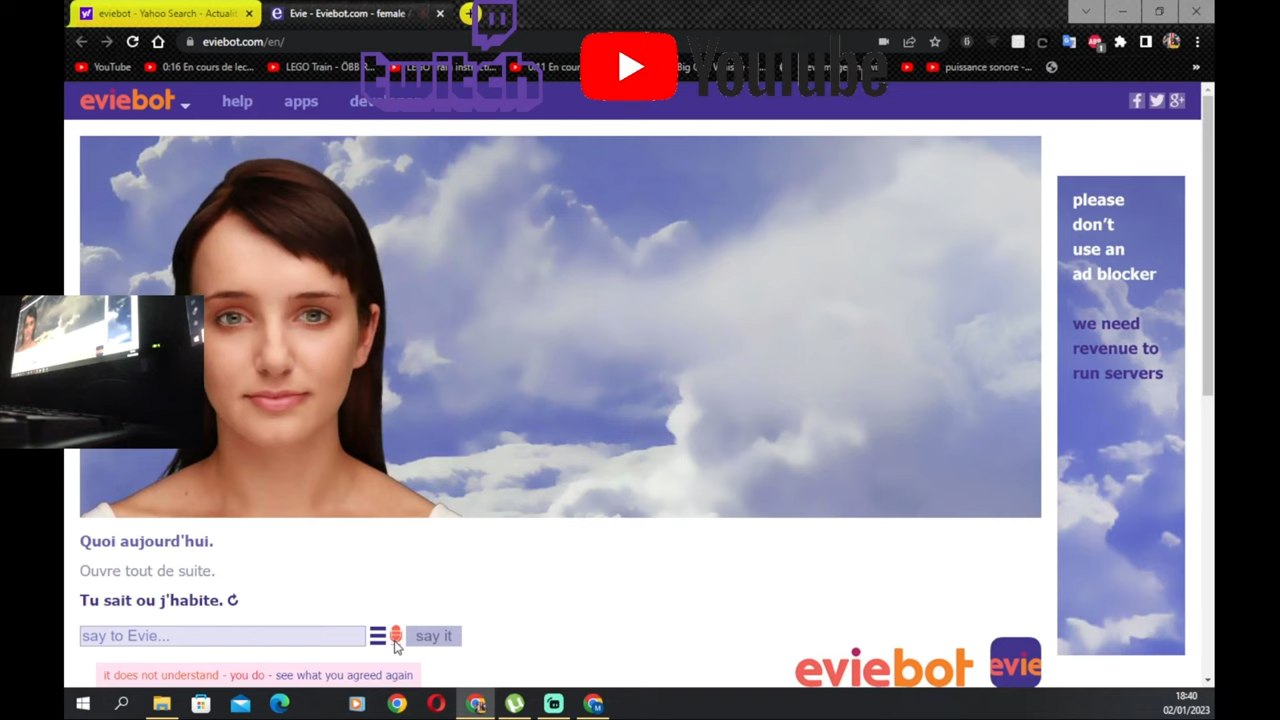 eviebot - Yahoo Search - Actualit
Evie - Eviebot.com - female /
eviebot.com/en/
YouTube
0:16 En cours de lec...
LEGO Train - ÖBB R...
puissance sonore -...
twitch
YouTube
eviebot
help
apps
please
don't
use an
ad blocker
we need
revenue to
run servers
Quoi aujourd'hui.
Ouvre tout de suite.
Tu sait ou j'habite.
say to Evie...
say it
it does not understand - you do - see what you agreed again
eviebot
evie
18:40
02/01/2023